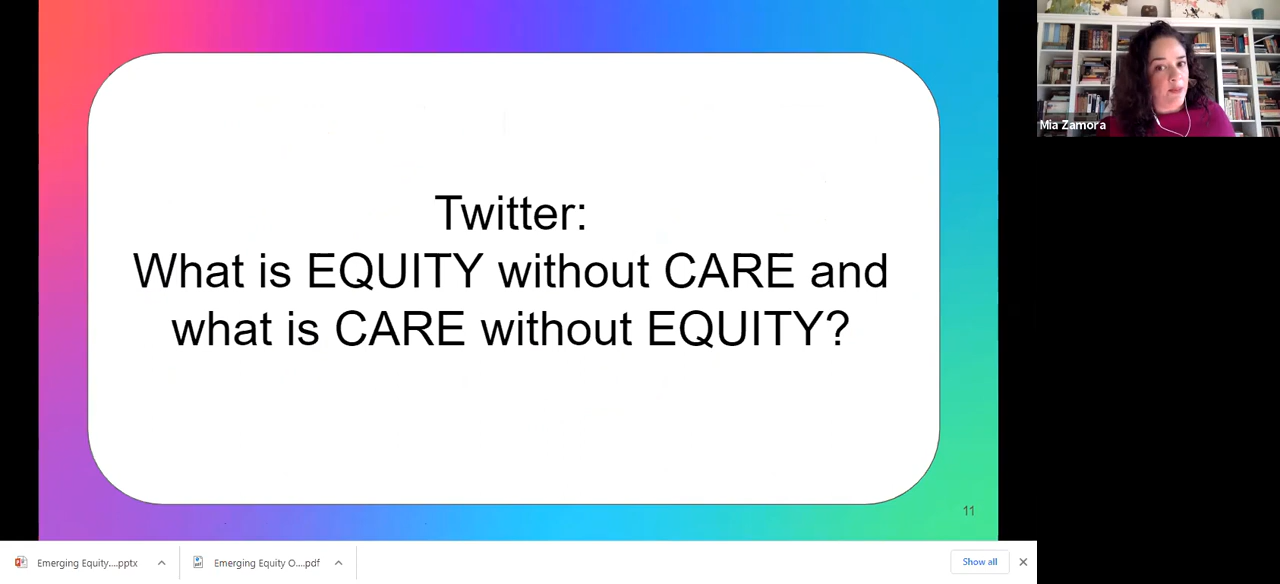 Twitter:
What is EQUITY without CARE and
what is CARE without EQUITY?
11
Mia Zamora
Emerging Equity....pptx
Emerging Equity O....pdf
Show all